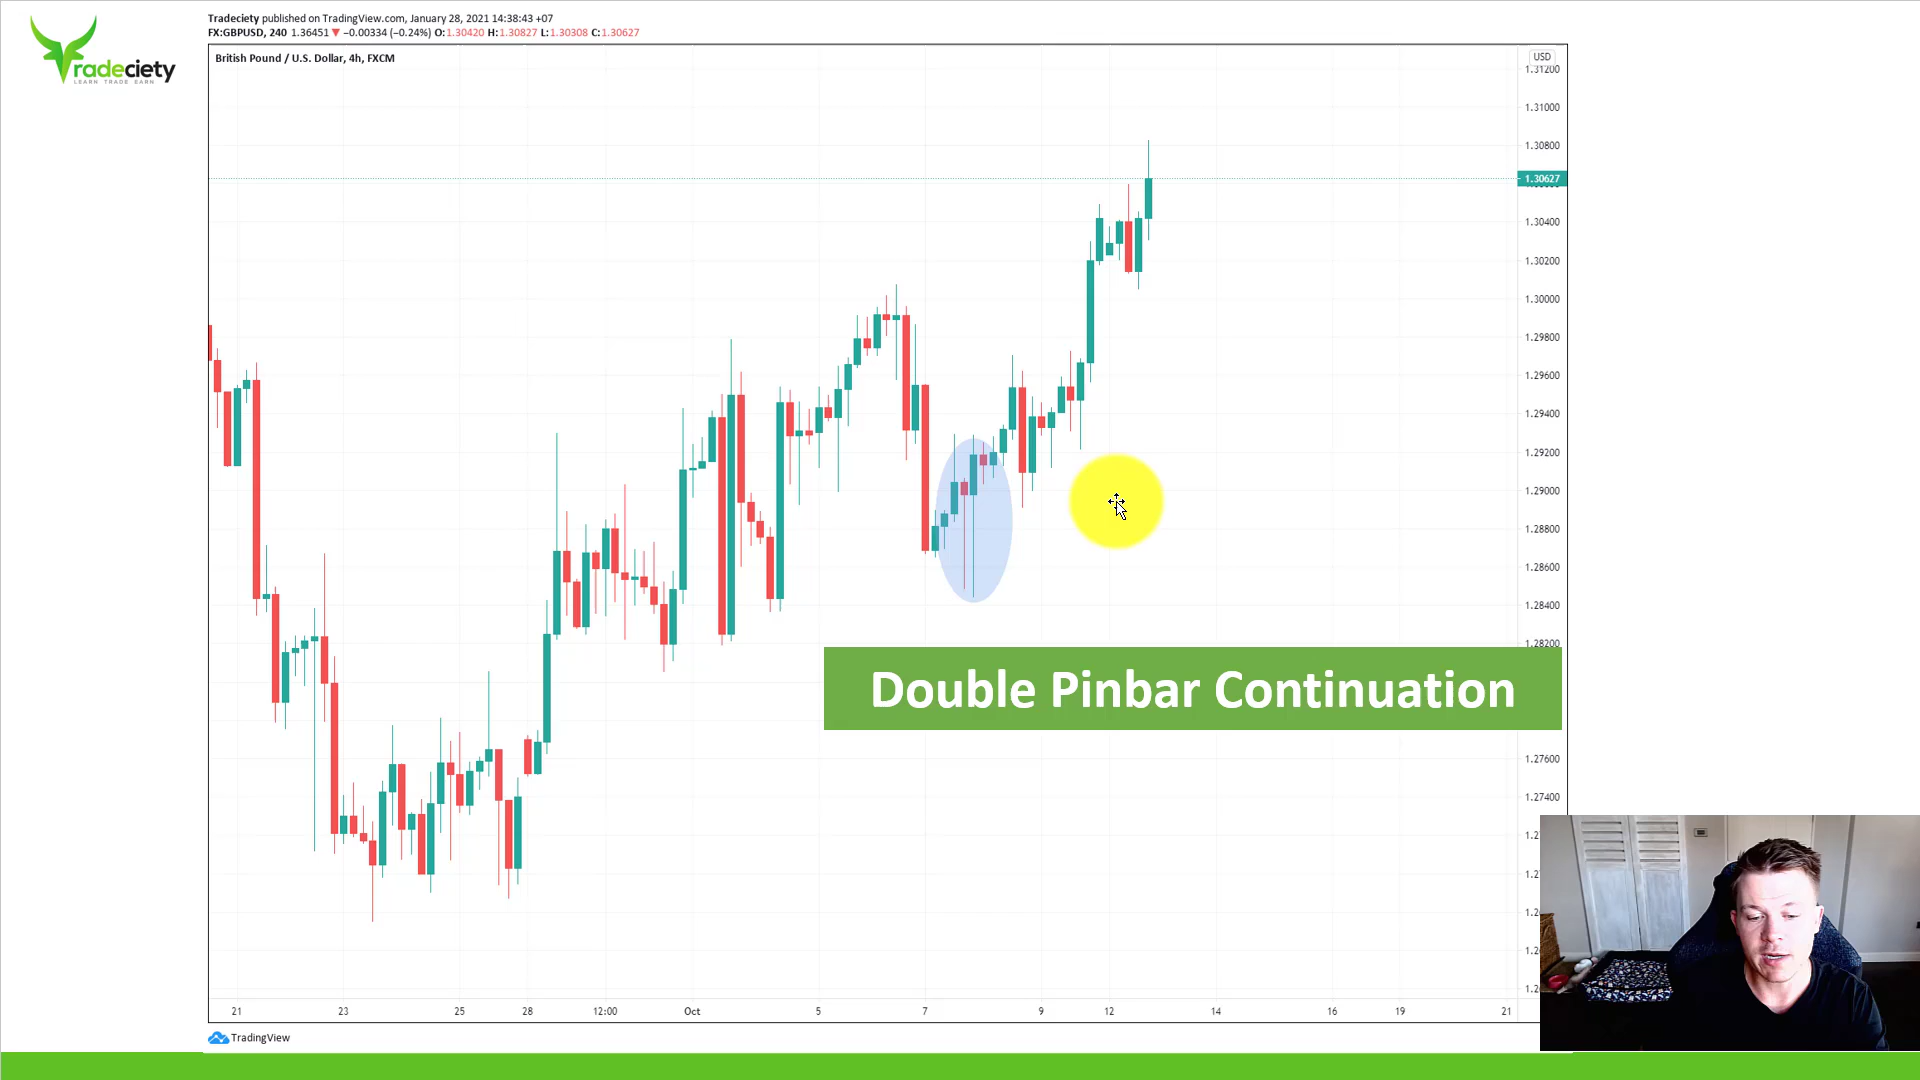 Tradeciety published on TradingView.com, January 28, 2021 14:38:43 +07
FX:GBPUSD, 240 1.36451 ▼ −0.00334 (−0.24%) O:1.30420 H:1.30827 L:1.30308 C:1.30627
Tradeciety
LEARN TRADE EARN
British Pound / U.S. Dollar, 4h, FXCM
USD
1.31200
1.31000
1.30800
1.30627
1.30400
1.30200
1.30000
1.29800
1.29600
1.29400
1.29200
1.29000
1.28800
1.28600
1.28400
1.28200
Double Pinbar Continuation
1.27600
1.27400
21 23 25 28 12:00 Oct 5 7 9 12 14 16 19 21
TradingView